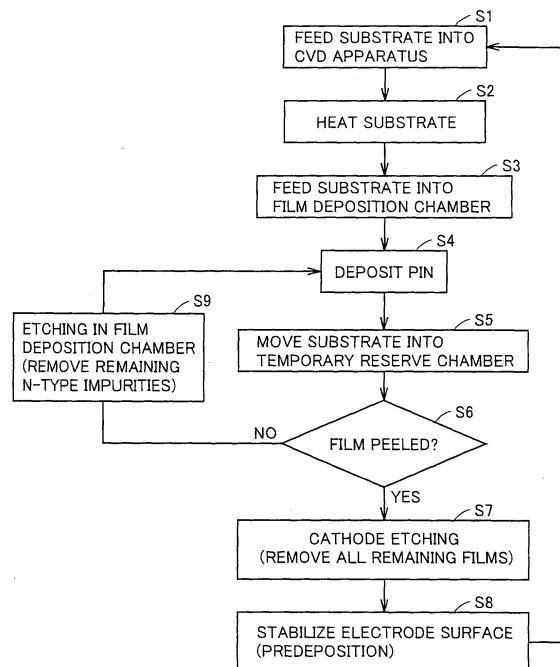 S1
FEED SUBSTRATE INTO
CVD APPARATUS
S2
HEAT SUBSTRATE
S3
FEED SUBSTRATE INTO
FILM DEPOSITION CHAMBER
S4
DEPOSIT PIN
S9
ETCHING IN FILM
DEPOSITION CHAMBER
(REMOVE REMAINING
N-TYPE IMPURITIES)
S5
MOVE SUBSTRATE INTO
TEMPORARY RESERVE CHAMBER
S6
FILM PEELED?
NO
YES
S7
CATHODE ETCHING
(REMOVE ALL REMAINING FILMS)
S8
STABILIZE ELECTRODE SURFACE
(PREDEPOSITION)